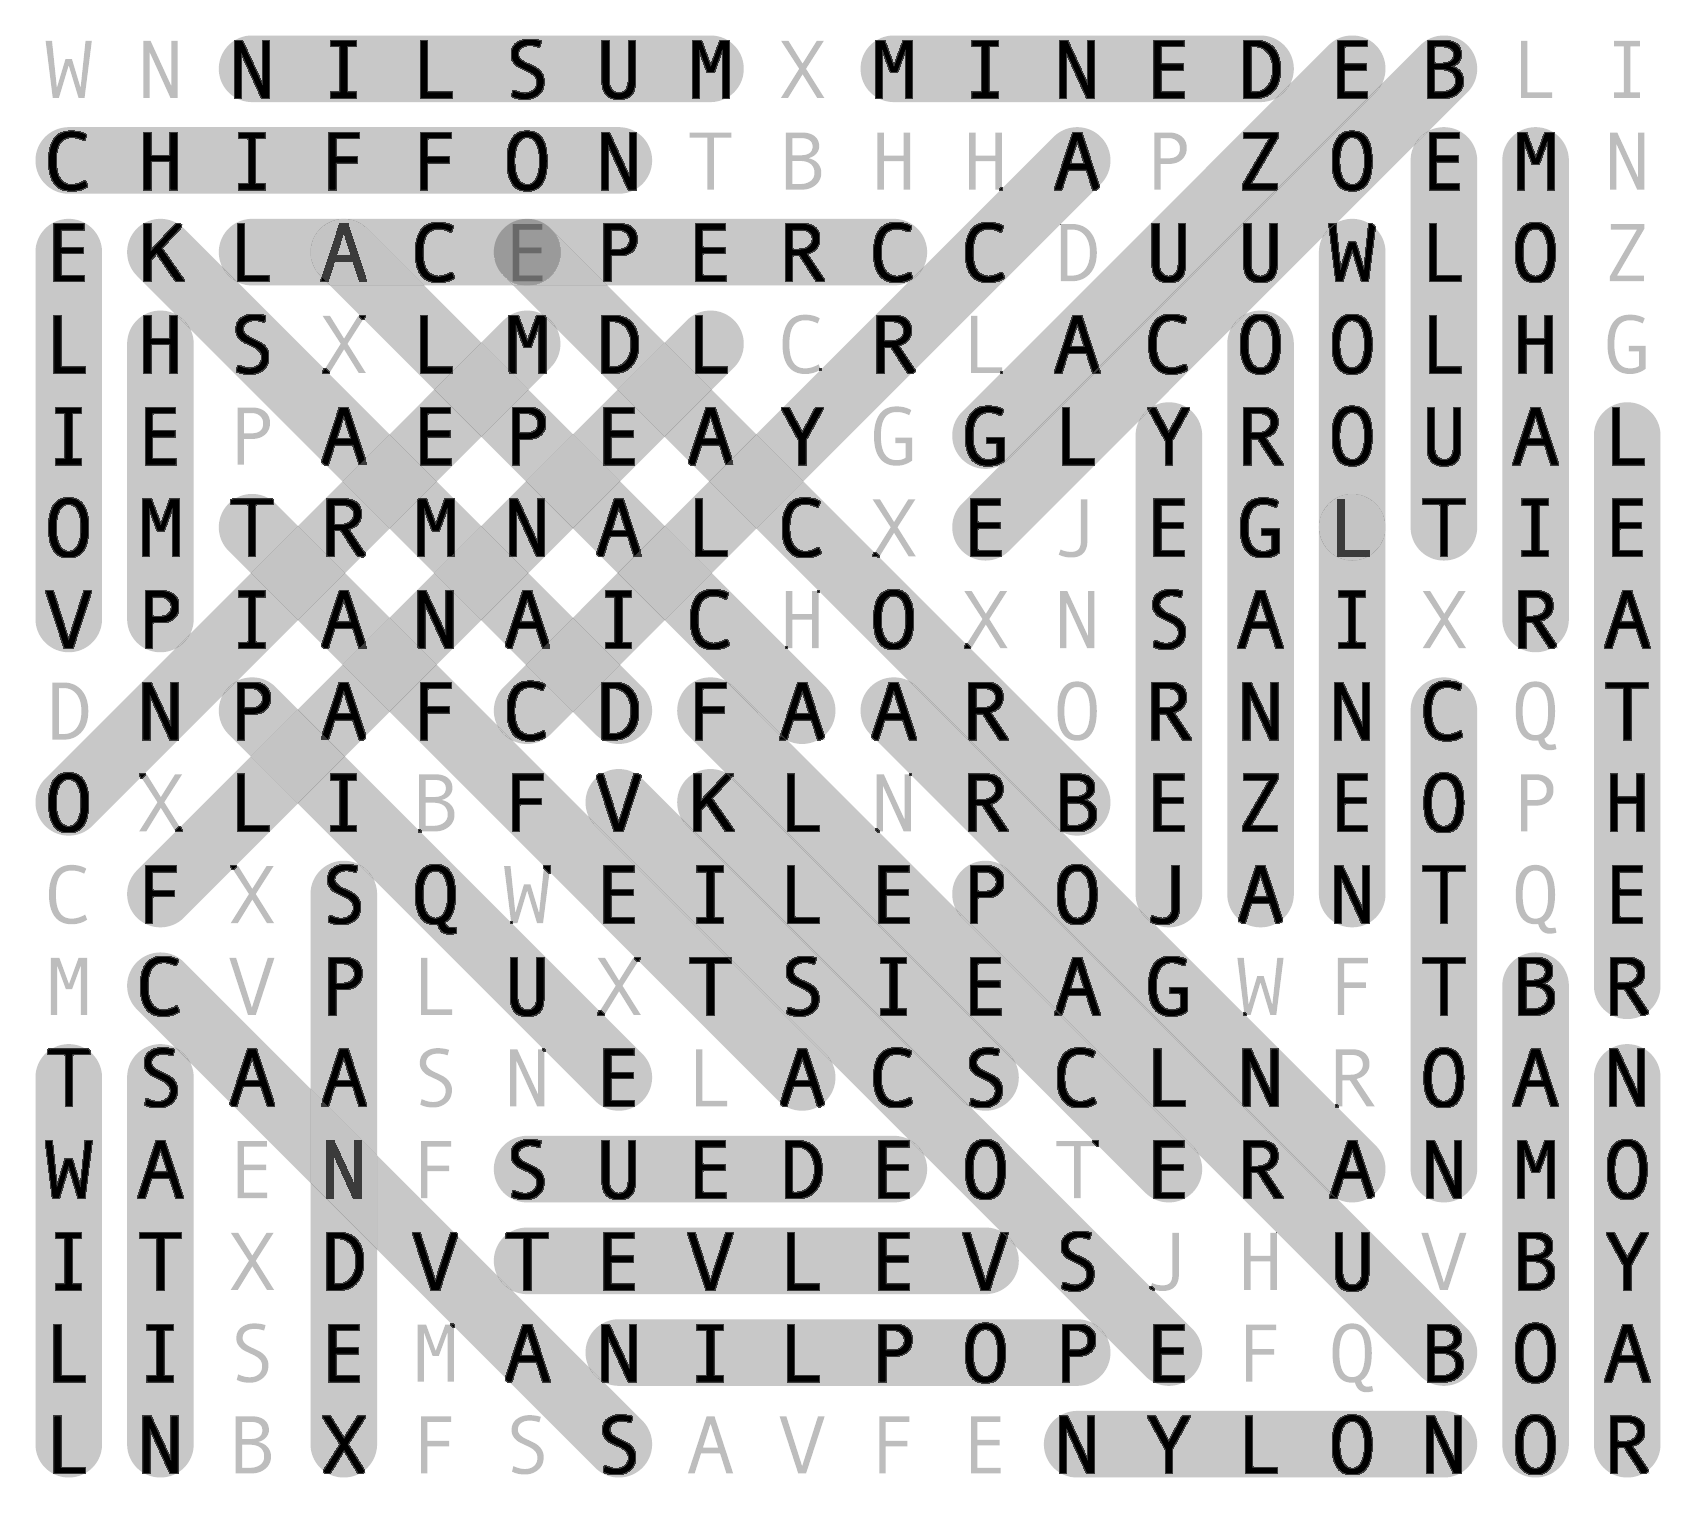 W N N I L S U M X M I N E D E B L I
C H I F F O N T B H H A P Z O E M N
E K L A C E P E R C C D U U W L O Z
L H S X L M D L C R L A C O O L H G
I E P A E P E A Y G G L Y R O U A L
O M T R M N A L C X E J E G L T I E
V P I A N A I C H O X N S A I X R A
D N P A F C D F A A R O R N N C Q T
O X L I B F V K L N R B E Z E O P H
C F X S Q W E I L E P O J A N T Q E
M C V P L U X T S I E A G W F T B R
T S A A S N E L A C S C L N R O A N
W A E N F S U E D E O T E R A N M O
I T X D V T E V L E V S J H U V B Y
L I S E M A N I L P O P E F Q B O A
L N B X F S S A V F E N Y L O N O R